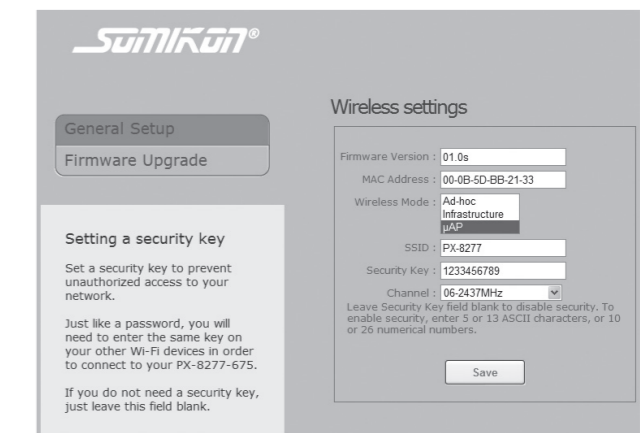 SOMIKON®
General Setup
Firmware Upgrade
Setting a security key
Set a security key to prevent
unauthorized access to your
network.
Just like a password, you will
need to enter the same key on
your other Wi-Fi devices in order
to connect to your PX-8277-675.
If you do not need a security key,
just leave this field blank.
Wireless settings
Firmware Version : 01.0s
MAC Address : 00-0B-5D-BB-21-33
Wireless Mode : Ad-hoc
Infrastructure
µAP
SSID : PX-8277
Security Key : 1233456789
Channel : 06-2437MHz
Leave Security Key field blank to disable security. To
enable security, enter 5 or 13 ASCII characters, or 10
or 26 numerical numbers.
Save